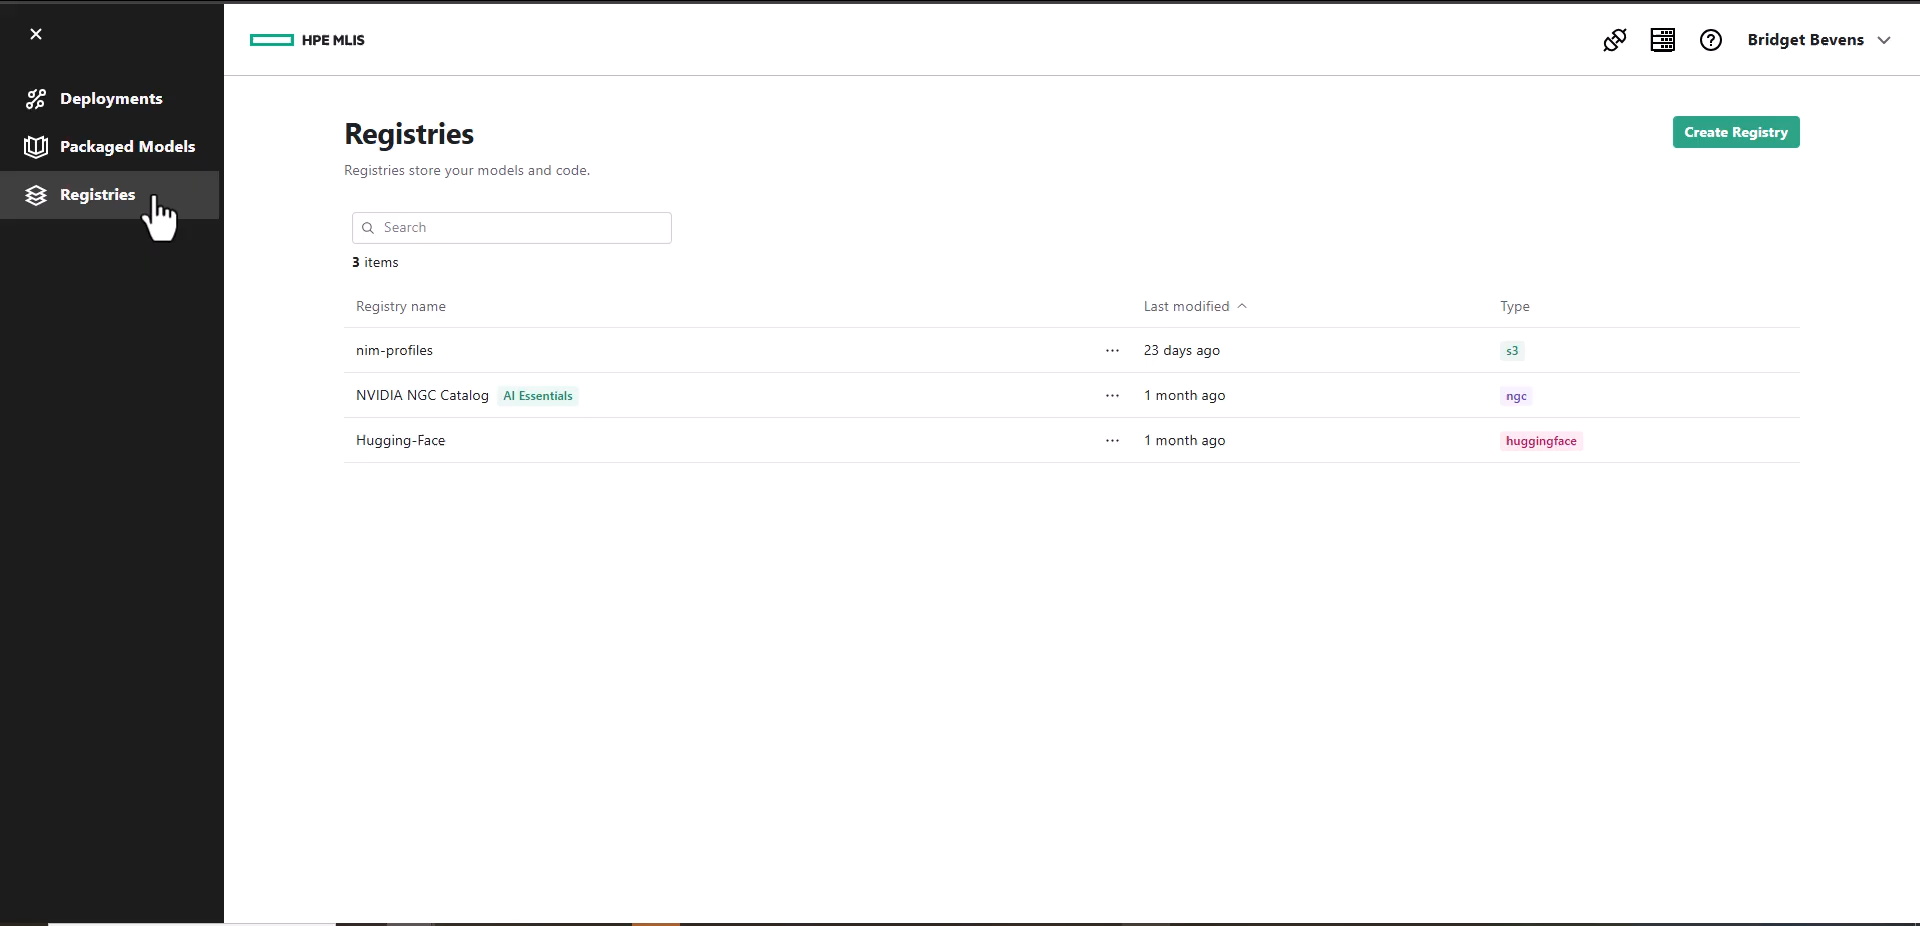 HPE MLIS
Bridget Bevens
Deployments
Packaged Models
Registries
Registries
Create Registry
Registries store your models and code.
Search
3 items
Registry name Last modified Type
nim-profiles ... 23 days ago s3
NVIDIA NGC Catalog AI Essentials ... 1 month ago ngc
Hugging-Face ... 1 month ago huggingface